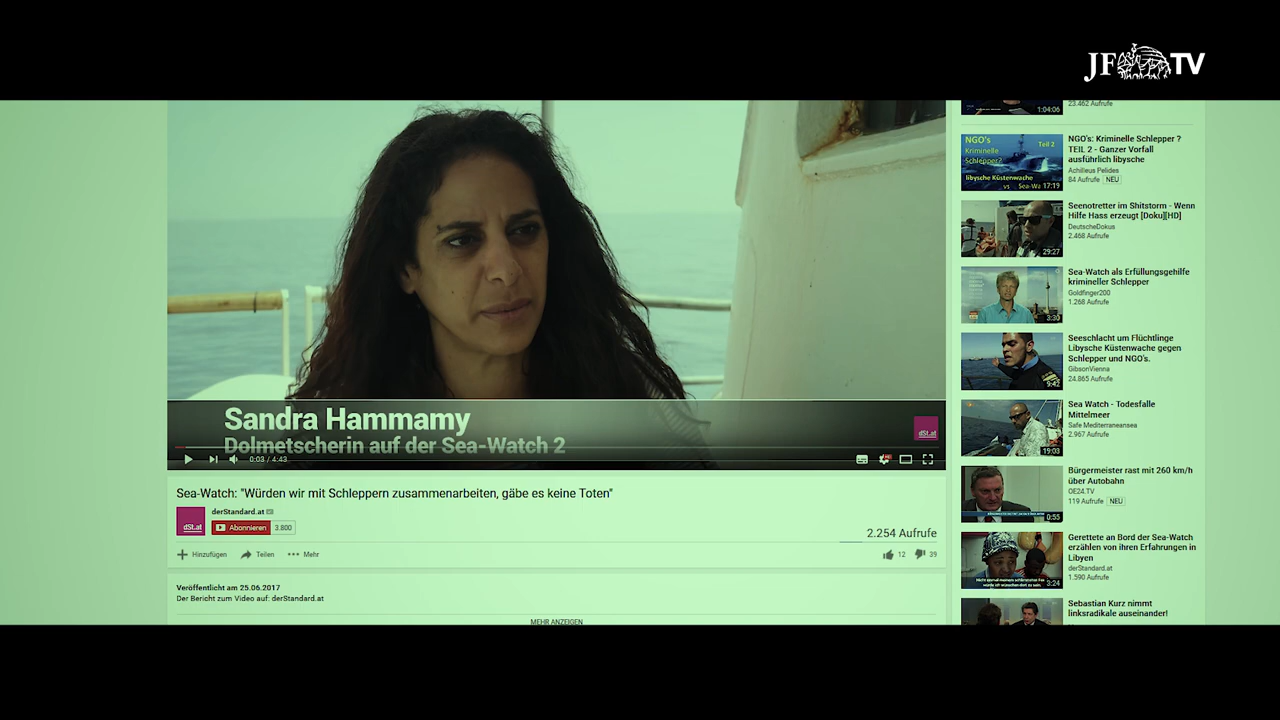 JF TV
23.462 Aufrufe
1:04:06
NGO's
Kriminelle
Schlepper?
Teil 2
libysche Küstenwache
vs Sea-Wa
17:19
NGO's: Kriminelle Schlepper ?
TEIL 2 - Ganzer Vorfall
ausführlich libysche
Achilleus Pelides
84 Aufrufe NEU
Seenotretter im Shitstorm - Wenn
Hilfe Hass erzeugt [Doku][HD]
DeutscheDokus
2.468 Aufrufe
29:27
Sea-Watch als Erfüllungsgehilfe
krimineller Schlepper
Goldfinger200
1.268 Aufrufe
3:30
Seeschlacht um Flüchtlinge
Libysche Küstenwache gegen
Schlepper und NGO's.
GibsonVienna
24.865 Aufrufe
9:42
Sea Watch - Todesfalle
Mittelmeer
Safe Mediterraneansea
2.967 Aufrufe
19:03
Bürgermeister rast mit 260 km/h
über Autobahn
OE24.TV
119 Aufrufe NEU
0:55
Gerettete an Bord der Sea-Watch
erzählen von ihren Erfahrungen in
Libyen
derStandard.at
1.590 Aufrufe
3:24
Sebastian Kurz nimmt
linksradikale auseinander!
Sandra Hammamy
Dolmetscherin auf der Sea-Watch 2
dSt.at
0:03 / 4:43
Sea-Watch: "Würden wir mit Schleppern zusammenarbeiten, gäbe es keine Toten"
dSt.at
derStandard.at
Abonnieren 3.800
2.254 Aufrufe
Hinzufügen Teilen Mehr
12 39
Veröffentlicht am 25.06.2017
Der Bericht zum Video auf: derStandard.at
MEHR ANZEIGEN